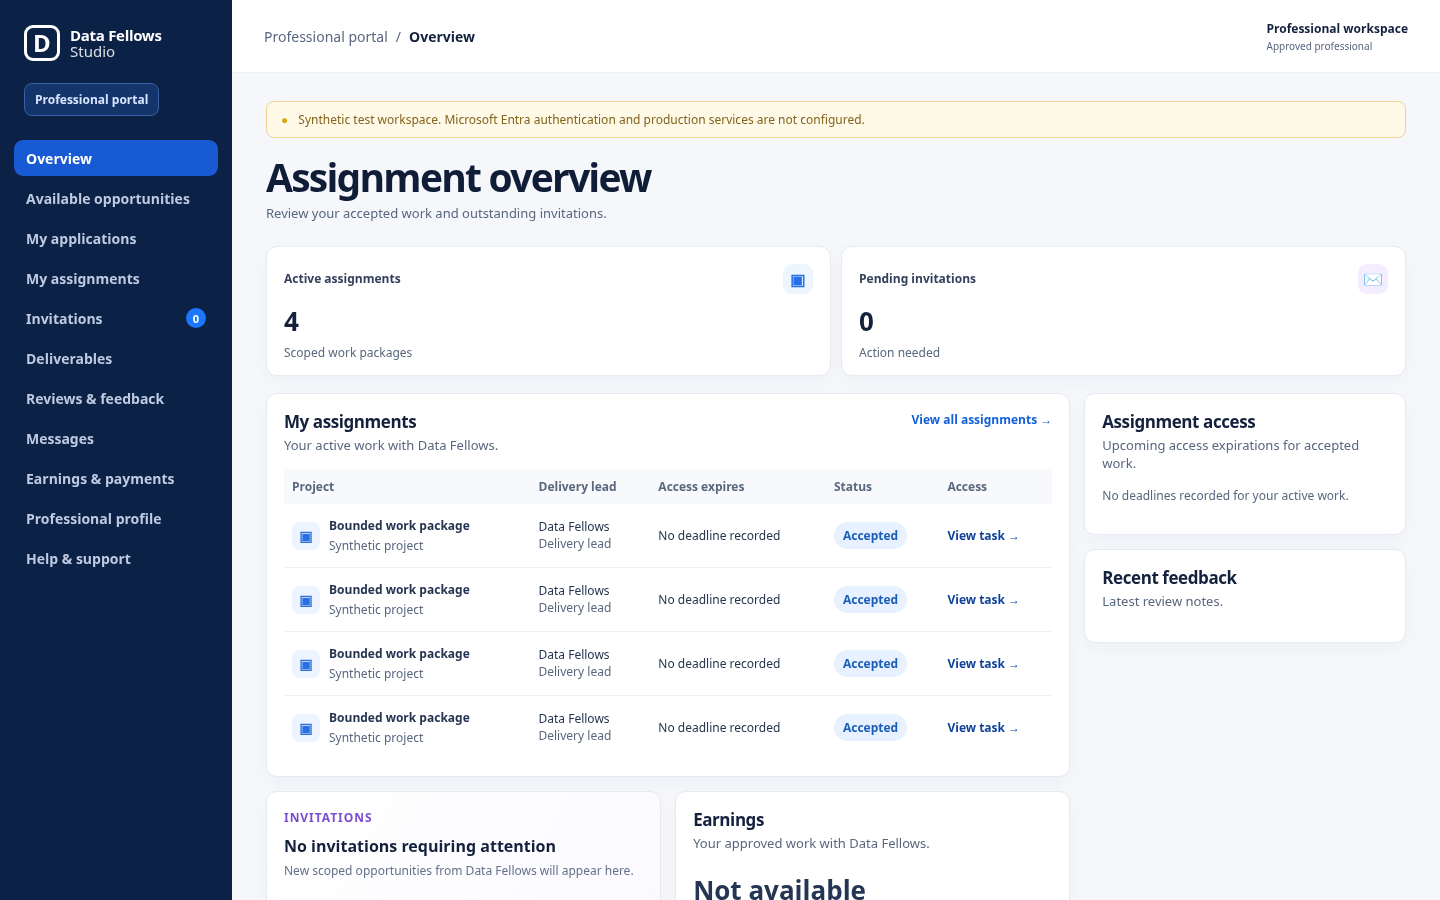 D
Data Fellows
Studio
Professional portal
Overview
Available opportunities
My applications
My assignments
Invitations 0
Deliverables
Reviews & feedback
Messages
Earnings & payments
Professional profile
Help & support
Professional portal / Overview
Professional workspace
Approved professional
Synthetic test workspace. Microsoft Entra authentication and production services are not configured.
Assignment overview
Review your accepted work and outstanding invitations.
Active assignments
4
Scoped work packages
Pending invitations
0
Action needed
My assignments
View all assignments →
Your active work with Data Fellows.
Project Delivery lead Access expires Status Access
Bounded work package
Synthetic project
Data Fellows
Delivery lead
No deadline recorded
Accepted
View task →
Bounded work package
Synthetic project
Data Fellows
Delivery lead
No deadline recorded
Accepted
View task →
Bounded work package
Synthetic project
Data Fellows
Delivery lead
No deadline recorded
Accepted
View task →
Bounded work package
Synthetic project
Data Fellows
Delivery lead
No deadline recorded
Accepted
View task →
Assignment access
Upcoming access expirations for accepted
work.
No deadlines recorded for your active work.
Recent feedback
Latest review notes.
INVITATIONS
No invitations requiring attention
New scoped opportunities from Data Fellows will appear here.
Earnings
Your approved work with Data Fellows.
Not available